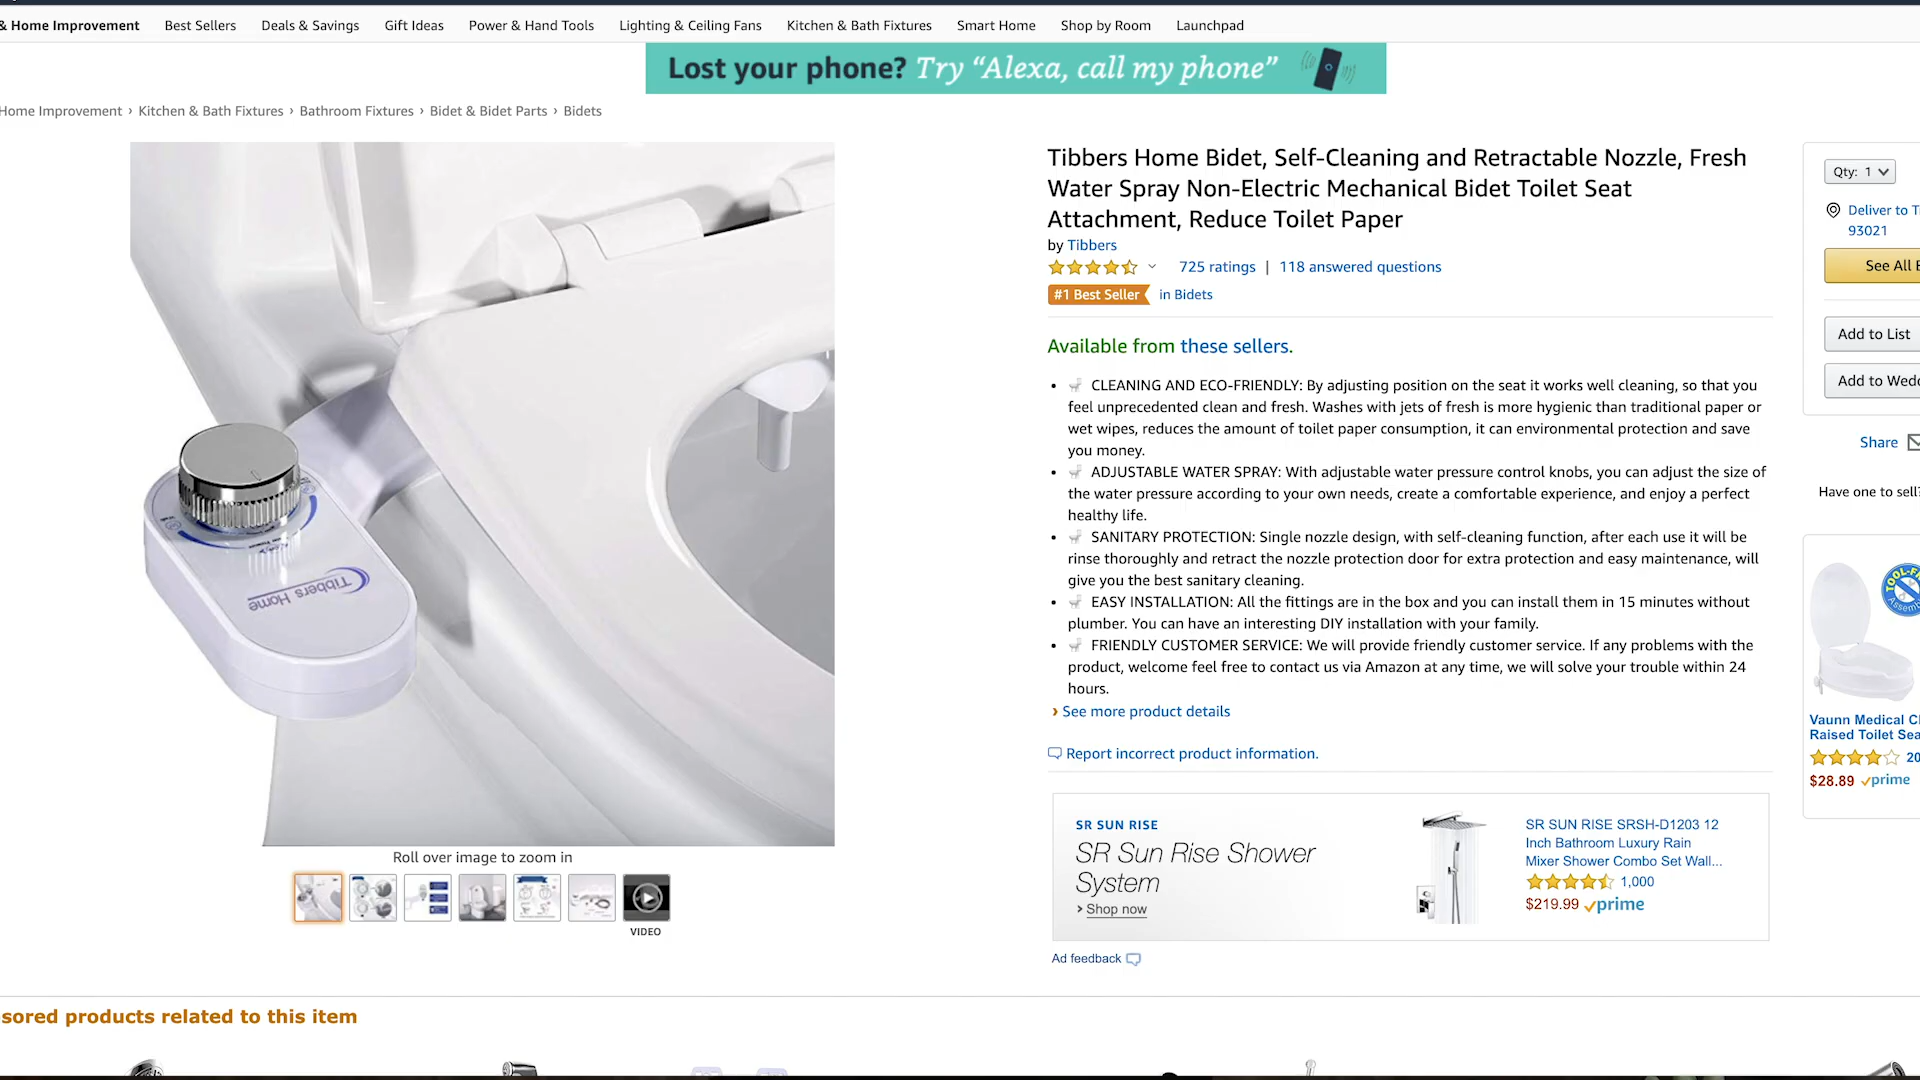 & Home Improvement Best Sellers Deals & Savings Gift Ideas Power & Hand Tools Lighting & Ceiling Fans Kitchen & Bath Fixtures Smart Home Shop by Room Launchpad
Lost your phone? Try “Alexa, call my phone”
Home Improvement › Kitchen & Bath Fixtures › Bathroom Fixtures › Bidet & Bidet Parts › Bidets
Tibbers Home
Roll over image to zoom in
VIDEO
Tibbers Home Bidet, Self-Cleaning and Retractable Nozzle, Fresh
Water Spray Non-Electric Mechanical Bidet Toilet Seat
Attachment, Reduce Toilet Paper
by Tibbers
725 ratings | 118 answered questions
#1 Best Seller in Bidets
Available from these sellers.
• CLEANING AND ECO-FRIENDLY: By adjusting position on the seat it works well cleaning, so that you
feel unprecedented clean and fresh. Washes with jets of fresh is more hygienic than traditional paper or
wet wipes, reduces the amount of toilet paper consumption, it can environmental protection and save
you money.
• ADJUSTABLE WATER SPRAY: With adjustable water pressure control knobs, you can adjust the size of
the water pressure according to your own needs, create a comfortable experience, and enjoy a perfect
healthy life.
• SANITARY PROTECTION: Single nozzle design, with self-cleaning function, after each use it will be
rinse thoroughly and retract the nozzle protection door for extra protection and easy maintenance, will
give you the best sanitary cleaning.
• EASY INSTALLATION: All the fittings are in the box and you can install them in 15 minutes without
plumber. You can have an interesting DIY installation with your family.
• FRIENDLY CUSTOMER SERVICE: We will provide friendly customer service. If any problems with the
product, welcome feel free to contact us via Amazon at any time, we will solve your trouble within 24
hours.
› See more product details
Report incorrect product information.
SR SUN RISE
SR Sun Rise Shower
System
› Shop now
SR SUN RISE SRSH-D1203 12
Inch Bathroom Luxury Rain
Mixer Shower Combo Set Wall...
1,000
$219.99 prime
Ad feedback
Qty: 1
Deliver to T
93021
See All
Add to List
Add to Wedd
Share
Have one to sell?
TOOL-F
Assem
Vaunn Medical C
Raised Toilet Sea
20
$28.89 prime
sored products related to this item